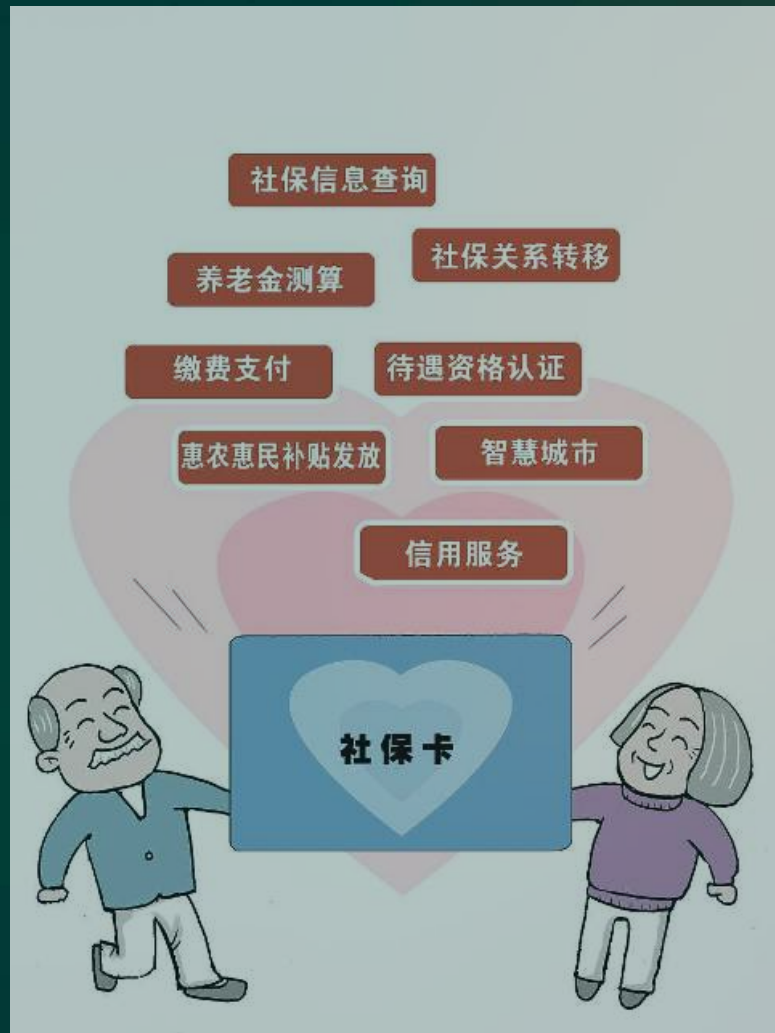 社保信息查询
社保关系转移
养老金测算
缴费支付
待遇资格认证
惠农惠民补贴发放
智慧城市
信用服务
社保卡